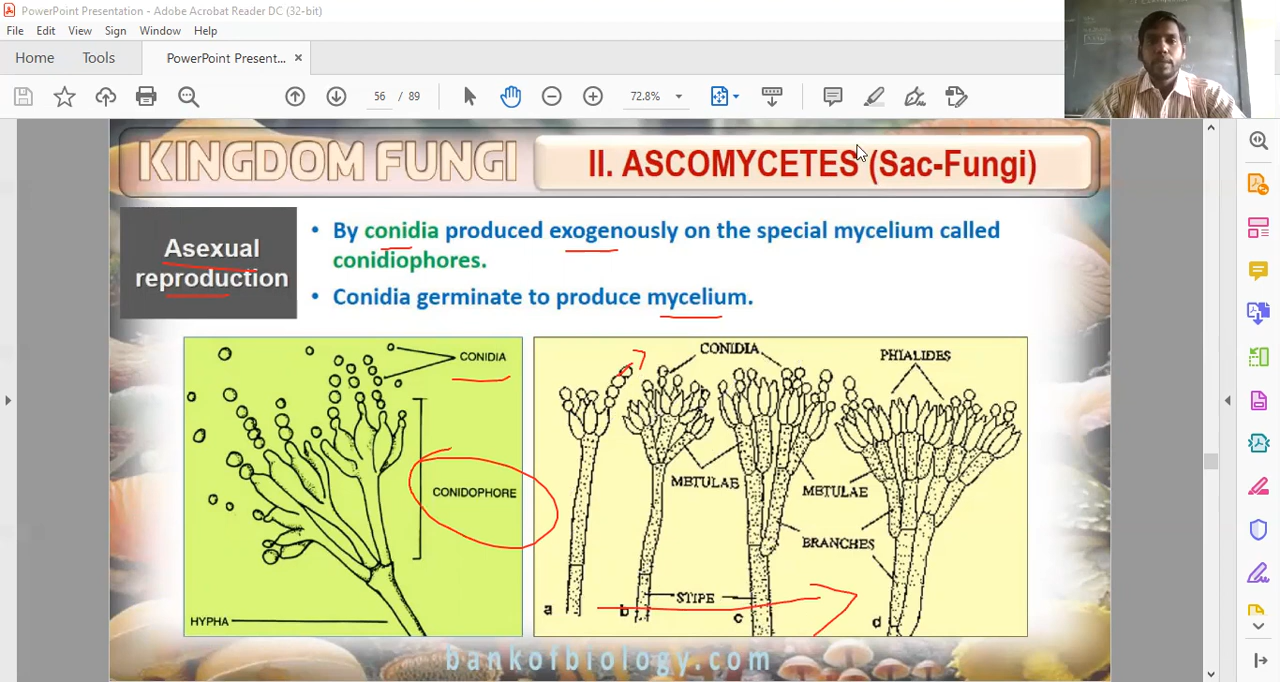 PowerPoint Presentation - Adobe Acrobat Reader DC (32-bit)
File Edit View Sign Window Help
Home Tools PowerPoint Present... ×
56 / 89 72.8%
KINGDOM FUNGI
II. ASCOMYCETES (Sac-Fungi)
Asexual
reproduction
• By conidia produced exogenously on the special mycelium called
conidiophores.
• Conidia germinate to produce mycelium.
CONIDIA
CONIDOPHORE
HYPHA
CONIDIA
PHIALIDES
METULAE
METULAE
BRANCHES
STIPE
a b c d
bankofbiology.com